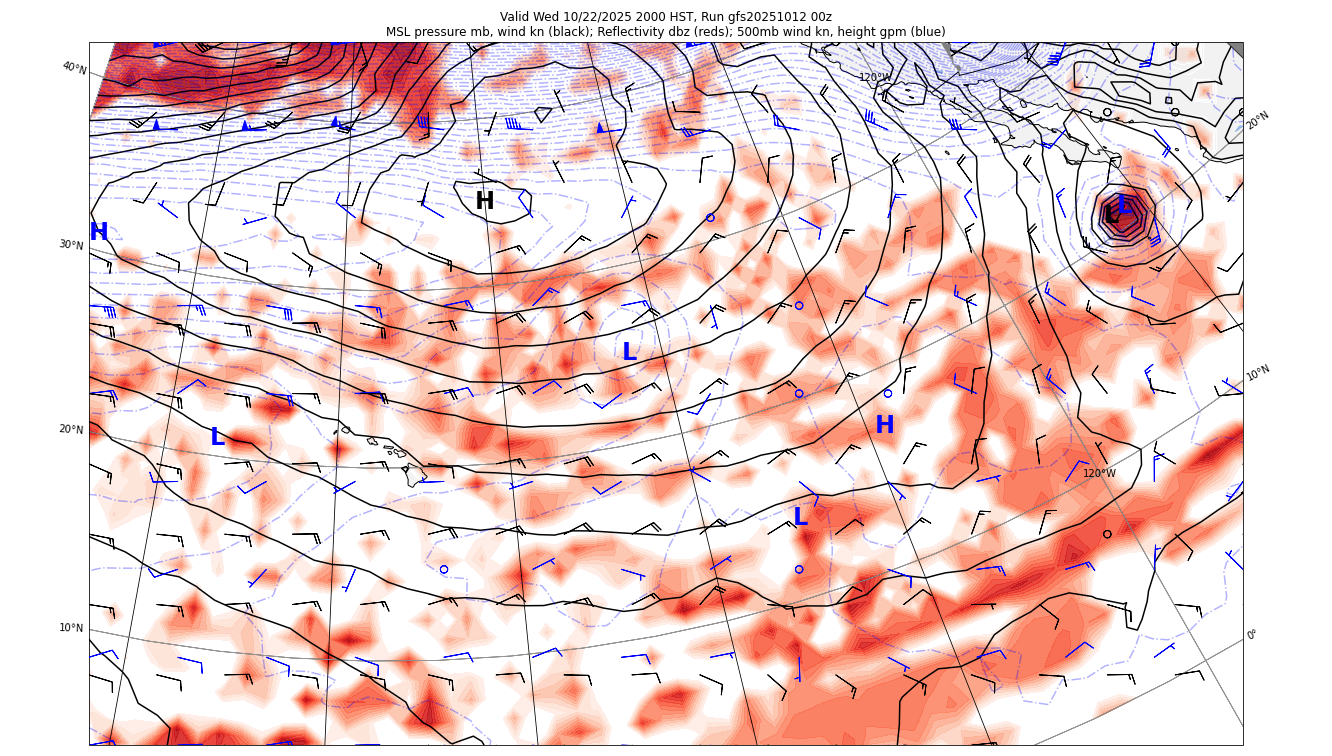 Valid Wed 10/22/2025 2000 HST, Run gfs20251012 00z
MSL pressure mb, wind kn (black); Reflectivity dbz (reds); 500mb wind kn, height gpm (blue)
40°N
120°W
20°N
H
L
L
H
30°N
L
10°N
20°N
L
H
120°W
L
10°N
0°